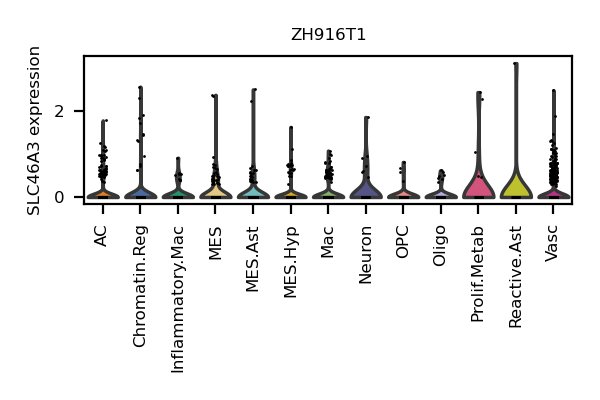 ZH916T1
SLC46A3 expression
2
0
AC
Chromatin.Reg
Inflammatory.Mac
MES
MES.Ast
MES.Hyp
Mac
Neuron
OPC
Oligo
Prolif.Metab
Reactive.Ast
Vasc